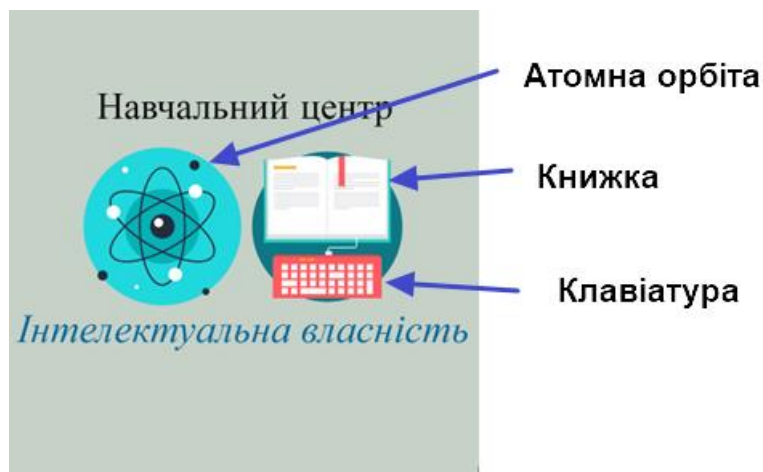 Атомна орбіта
Навчальний центр
Книжка
Клавіатура
Інтелектуальна власність